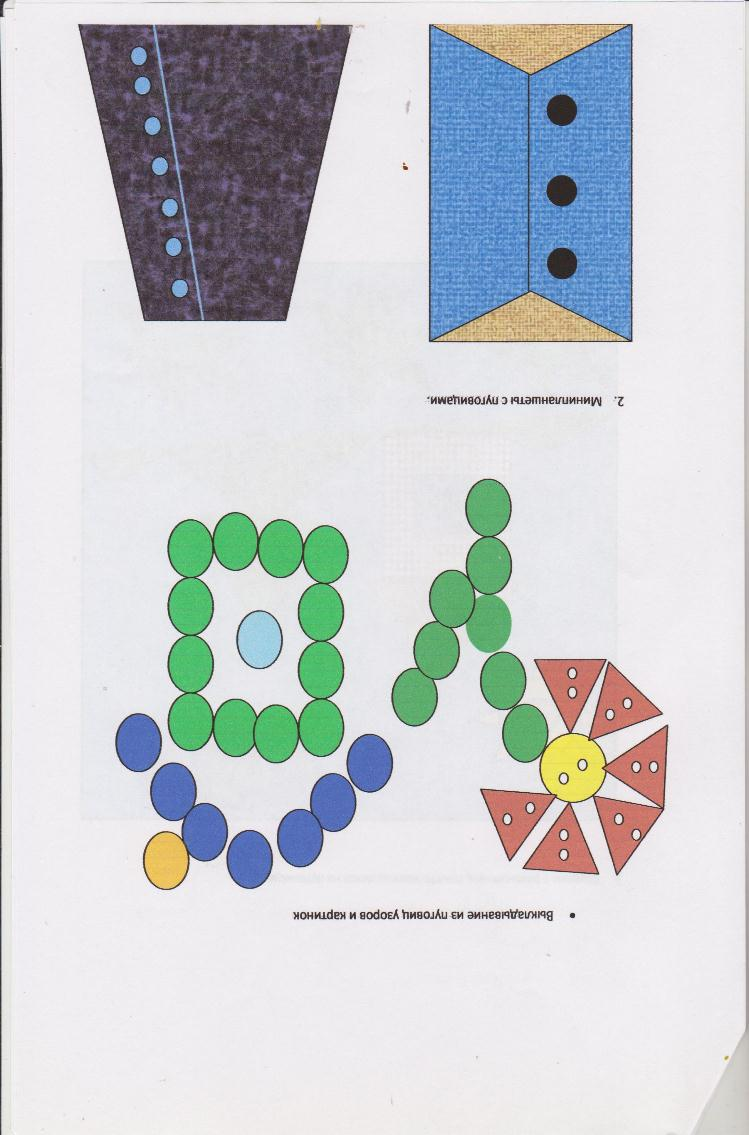 • Выкладывание из пуговиц узоров и картинок
2. Минипланшеты с пуговицами.